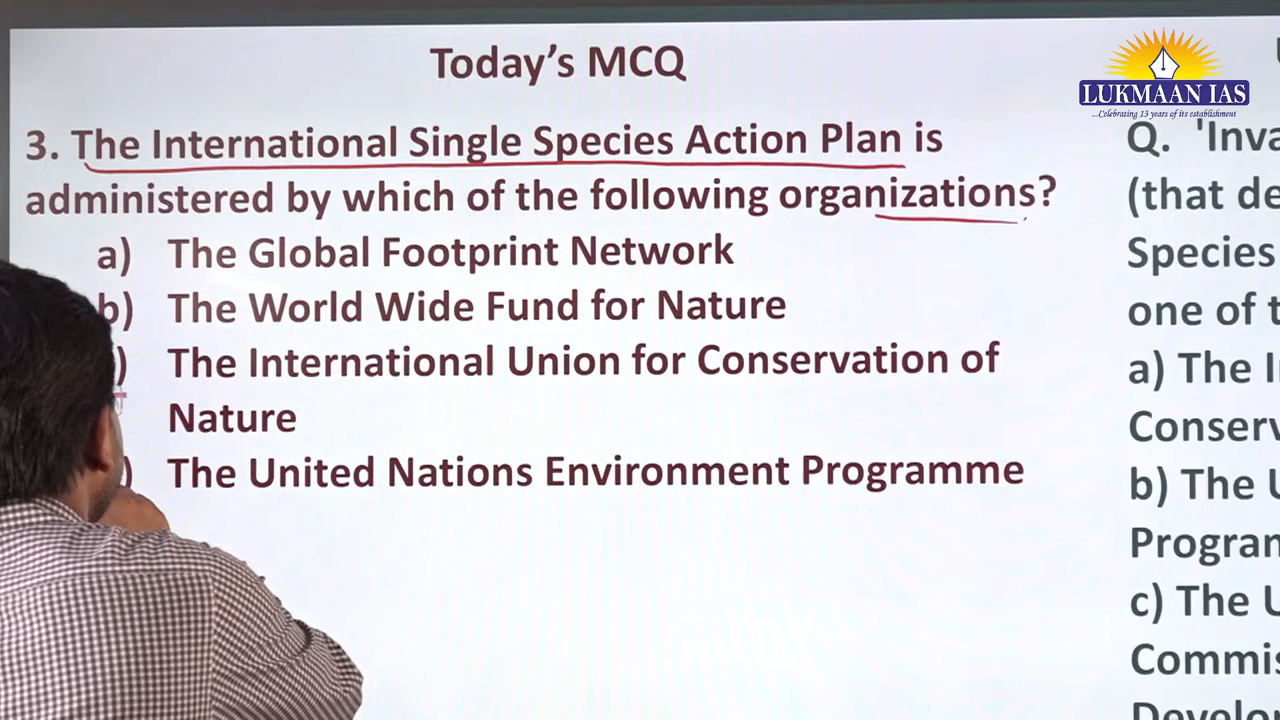 Today's MCQ
LUKMAAN IAS
...Celebrating 13 years of its establishment
3. The International Single Species Action Plan is
administered by which of the following organizations?
a) The Global Footprint Network
b) The World Wide Fund for Nature
) The International Union for Conservation of
Nature
) The United Nations Environment Programme
Q. 'Inva
(that de
Species
one of t
a) The I
Conserv
b) The U
Program
c) The U
Commis
Develo